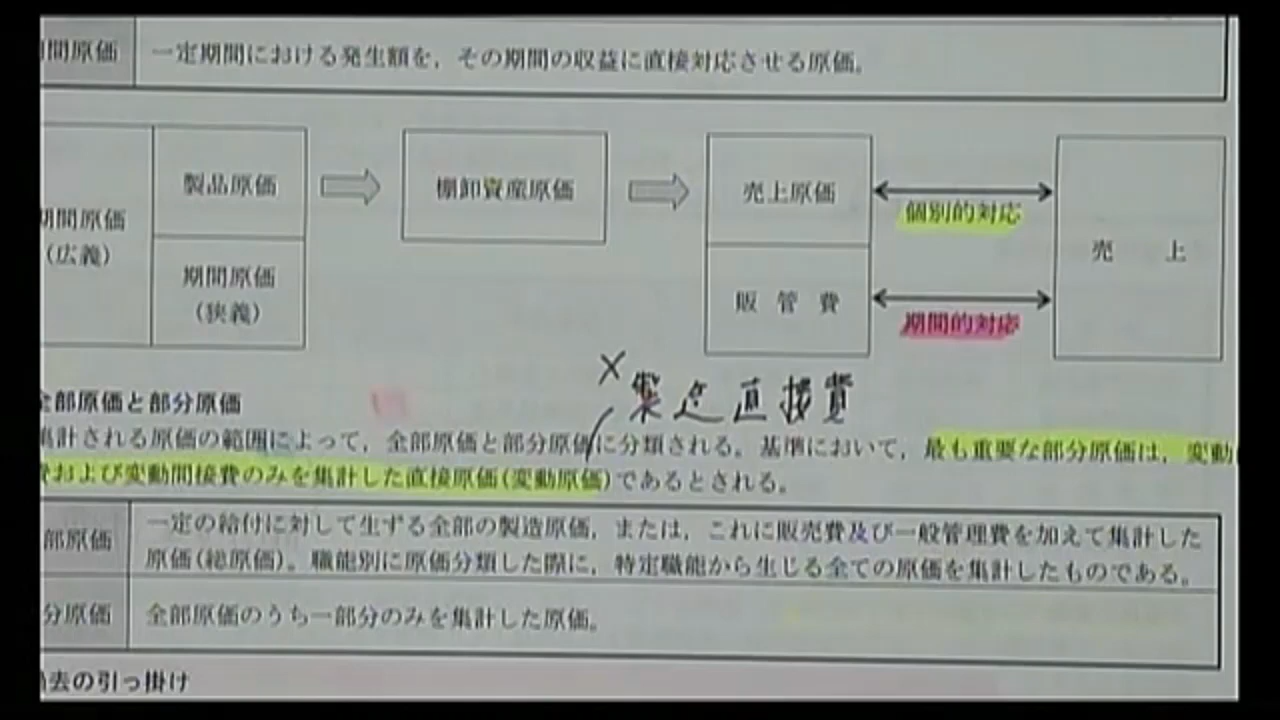 間原価 一定期間における発生額を，その期間の収益に直接対応させる原価。
期間原価
（広義）
製品原価
期間原価
（狭義）
棚卸資産原価
売上原価
販 管 費
個別的対応
期間的対応
売 上
× 製造直接費
全部原価と部分原価
集計される原価の範囲によって，全部原価と部分原価に分類される。基準において，最も重要な部分原価は，変動
費および変動間接費のみを集計した直接原価（変動原価）であるとされる。
部原価 一定の給付に対して生ずる全部の製造原価，または，これに販売費及び一般管理費を加えて集計した
原価（総原価）。職能別に原価分類した際に，特定職能から生じる全ての原価を集計したものである。
分原価 全部原価のうち一部分のみを集計した原価。
去の引っ掛け